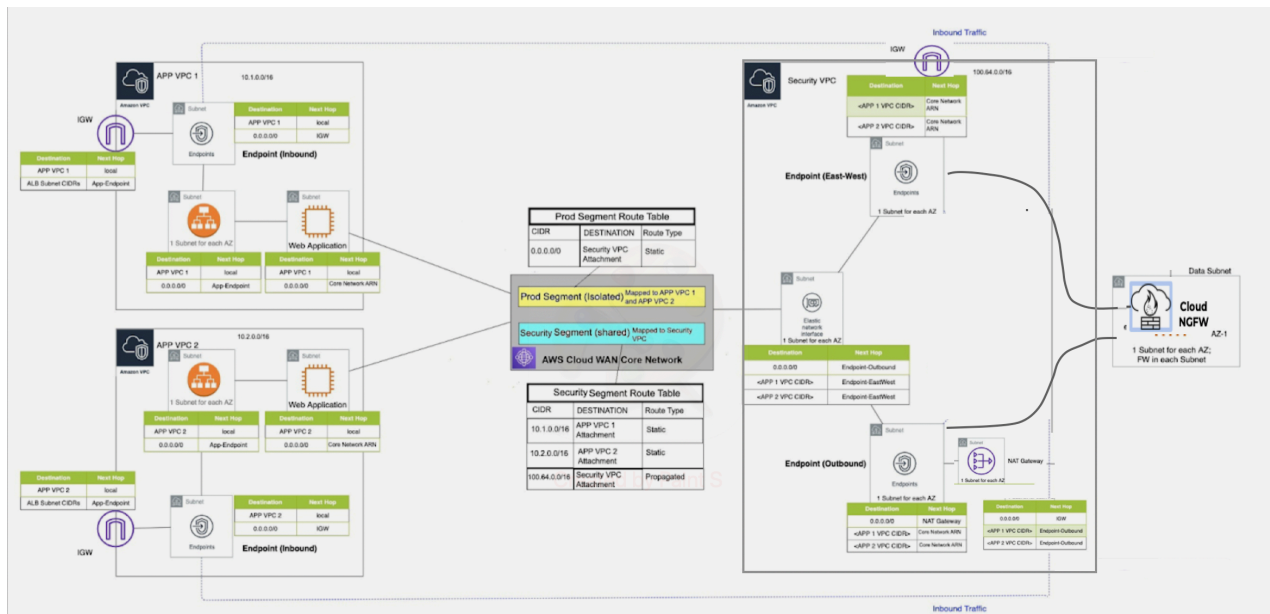 Inbound Traffic
IGW
APP VPC 1
10.1.0.0/16
Amazon VPC
Subnet
Endpoints
Destination Next Hop
APP VPC 1 local
0.0.0.0/0 IGW
Endpoint (Inbound)
IGW
Destination Next Hop
APP VPC 1 local
ALB Subnet CIDRs App-Endpoint
Subnet
1 Subnet for each AZ
Subnet
Web Application
Destination Next Hop
APP VPC 1 local
0.0.0.0/0 App-Endpoint
Destination Next Hop
APP VPC 1 local
0.0.0.0/0 Core Network ARN
10.2.0.0/16
APP VPC 2
Amazon VPC
Subnet
1 Subnet for each AZ
Subnet
Web Application
Destination Next Hop
APP VPC 2 local
0.0.0.0/0 App-Endpoint
Destination Next Hop
APP VPC 2 local
0.0.0.0/0 Core Network ARN
Destination Next Hop
APP VPC 2 local
ALB Subnet CIDRs App-Endpoint
IGW
Subnet
Endpoints
Destination Next Hop
APP VPC 2 local
0.0.0.0/0 IGW
Endpoint (Inbound)
Prod Segment Route Table
CIDR DESTINATION Route Type
0.0.0.0/0 Security VPC Attachment Static
Prod Segment (Isolated) Mapped to APP VPC 1
and APP VPC 2
Security Segment (shared) Mapped to Security
VPC
AWS Cloud WAN Core Network
Security Segment Route Table
CIDR DESTINATION Route Type
10.1.0.0/16 APP VPC 1 Attachment Static
10.2.0.0/16 APP VPC 2 Attachment Static
100.64.0.0/16 Security VPC Attachment Propagated
Security VPC
Amazon VPC
100.64.0.0/16
Destination Next Hop
<APP 1 VPC CIDR> Core Network ARN
<APP 2 VPC CIDR> Core Network ARN
Subnet
Endpoint (East-West)
Endpoints
1 Subnet for each AZ
Subnet
Elastic
network
interface
1 Subnet for each AZ
Destination Next Hop
0.0.0.0/0 Endpoint-Outbound
<APP 1 VPC CIDR> Endpoint-EastWest
<APP 2 VPC CIDR> Endpoint-EastWest
Subnet
Endpoint (Outbound)
Endpoints
1 Subnet for each AZ
Subnet
NAT Gateway
1 Subnet for each AZ
Destination Next Hop
0.0.0.0/0 NAT Gateway
<APP 1 VPC CIDR> Core Network ARN
<APP 2 VPC CIDR> Core Network ARN
Destination Next Hop
0.0.0.0/0 IGW
<APP 1 VPC CIDR> Endpoint-Outbound
<APP 2 VPC CIDR> Endpoint-Outbound
Data Subnet
Cloud
NGFW
AZ-1
1 Subnet for each AZ;
FW in each Subnet
Inbound Traffic